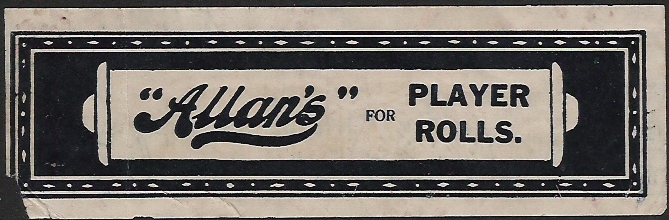 "Allan's" FOR PLAYER
ROLLS.